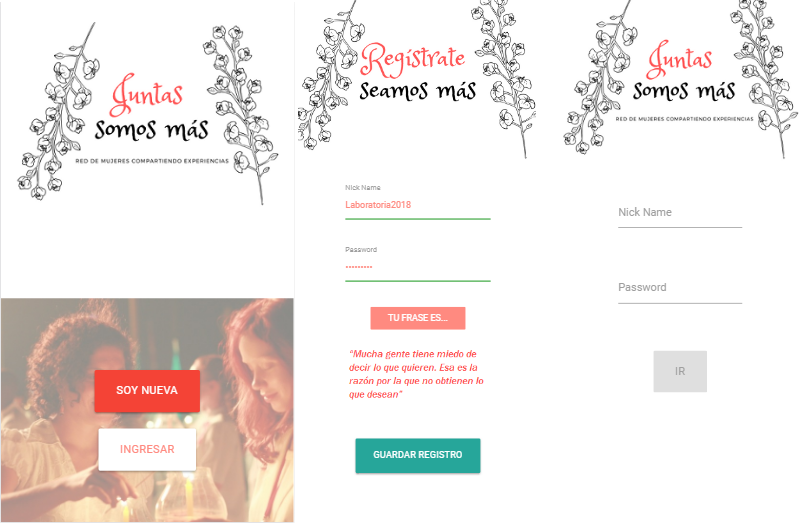 Juntas
somos más
RED DE MUJERES COMPARTIENDO EXPERIENCIAS
SOY NUEVA
INGRESAR
Regístrate
seamos más
Nick Name
Laboratoria2018
Password
---------
TU FRASE ES...
"Mucha gente tiene miedo de
decir lo que quieren. Esa es la
razón por la que no obtienen lo
que desean"
GUARDAR REGISTRO
Juntas
somos más
RED DE MUJERES COMPARTIENDO EXPERIENCIAS
Nick Name
Password
IR